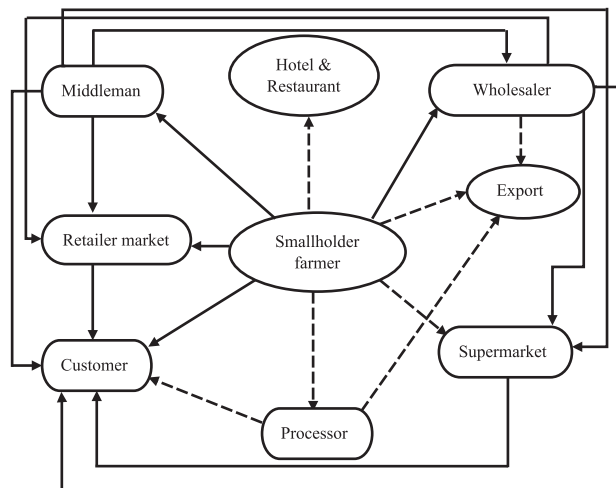 Middleman
Hotel &
Restaurant
Wholesaler
Export
Retailer market
Smallholder
farmer
Customer
Supermarket
Processor